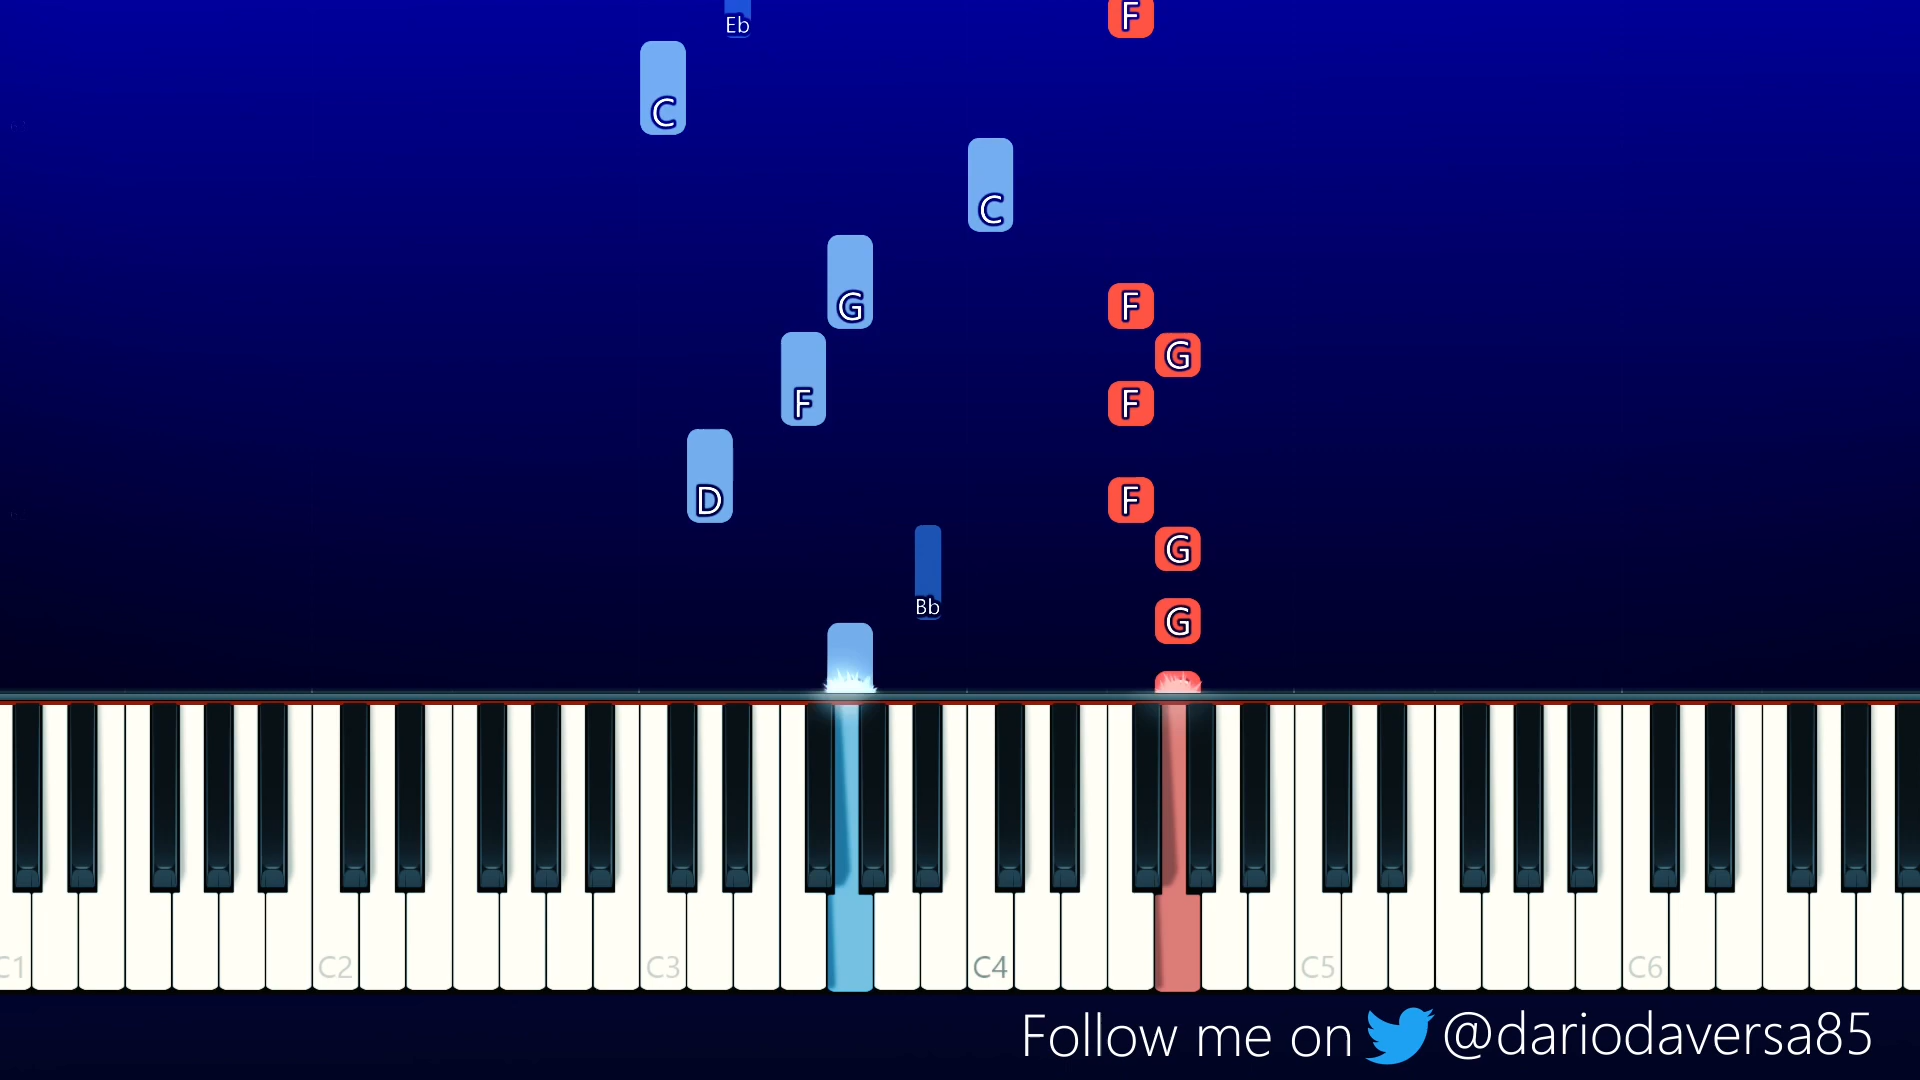 Eb F
C
C
G F
G
F F
D F
G
Bb G
C1 C2 C3 C4 C5 C6
Follow me on @dariodaversa85